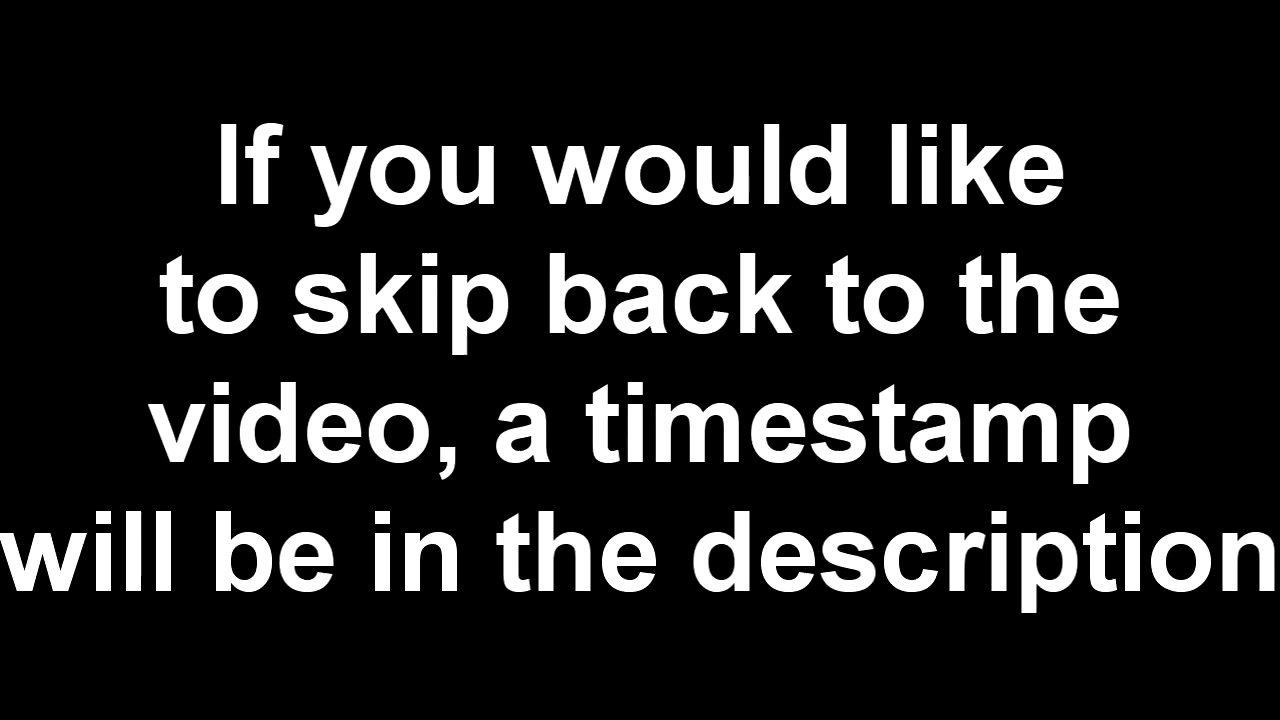 If you would like
to skip back to the
video, a timestamp
will be in the description